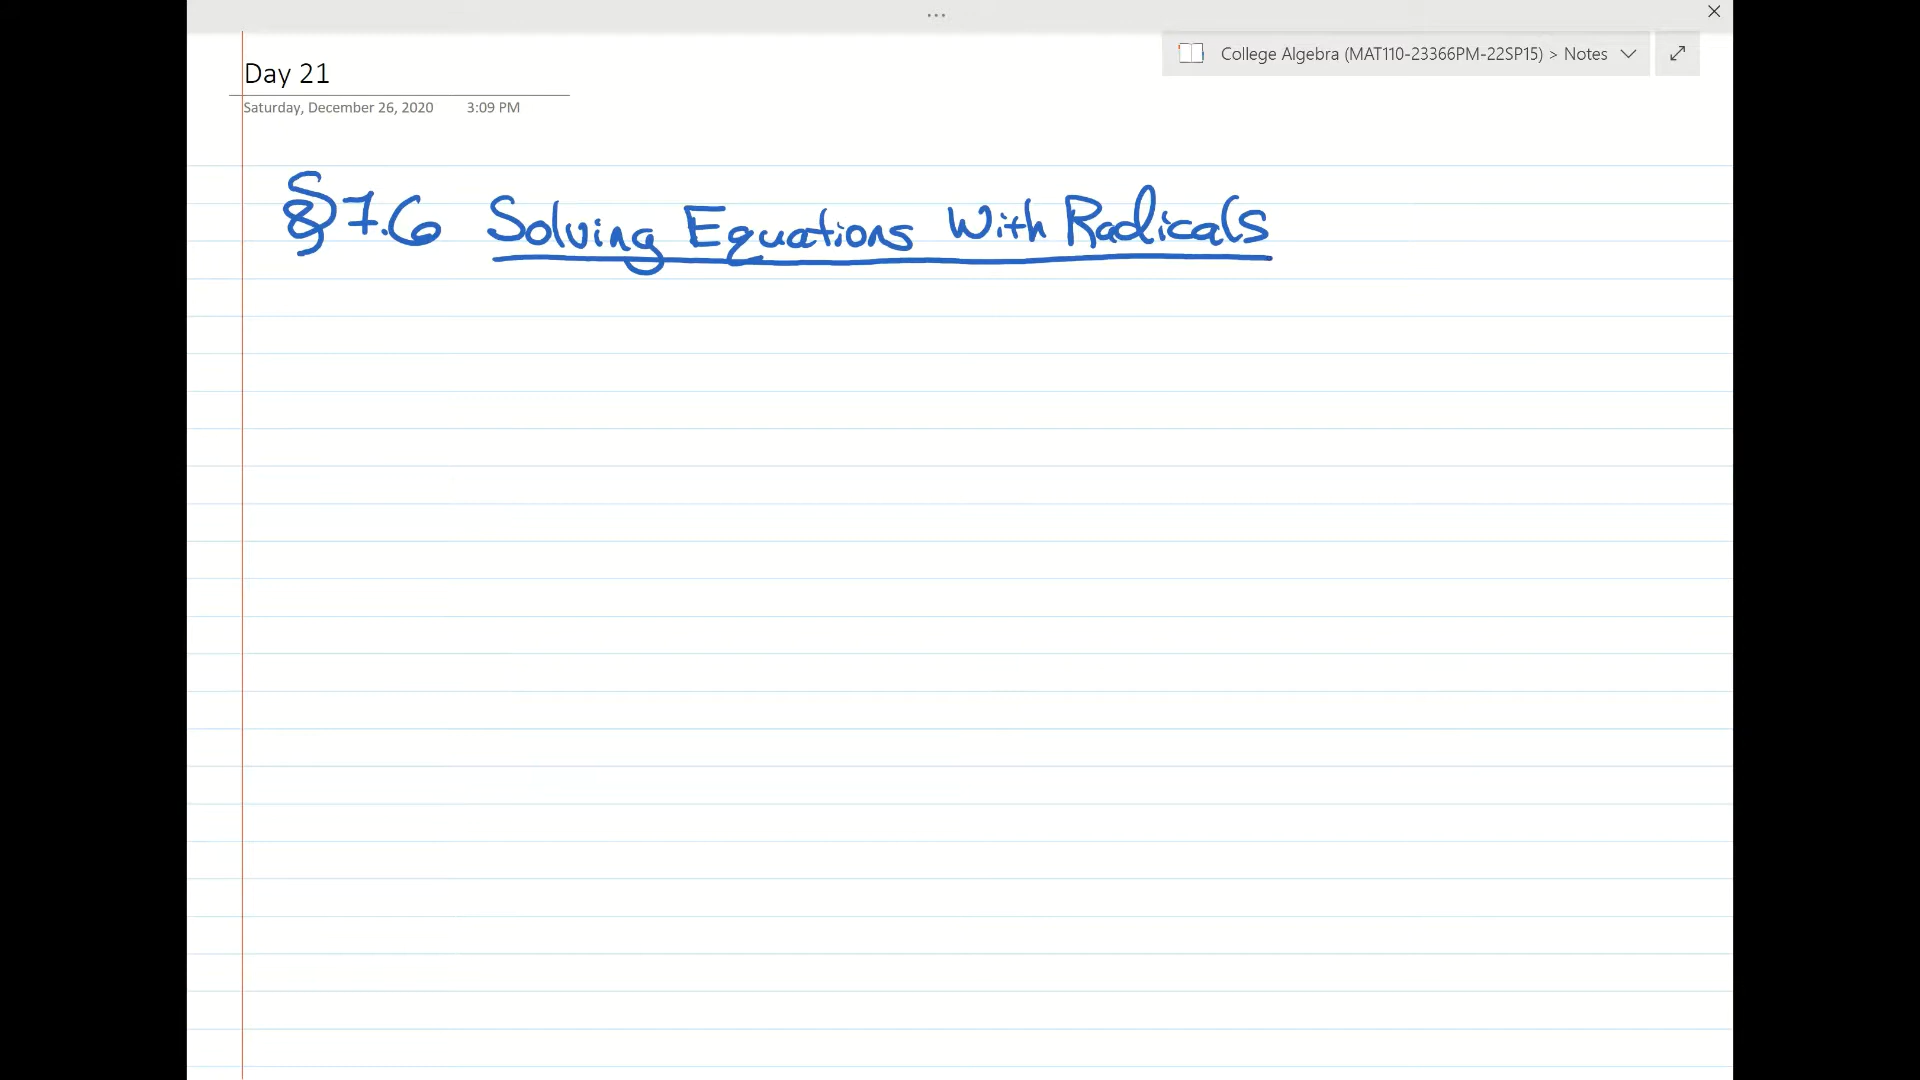 ...
College Algebra (MAT110-23366PM-22SP15) > Notes
Day 21
Saturday, December 26, 2020 3:09 PM
§7.6 Solving Equations With Radicals